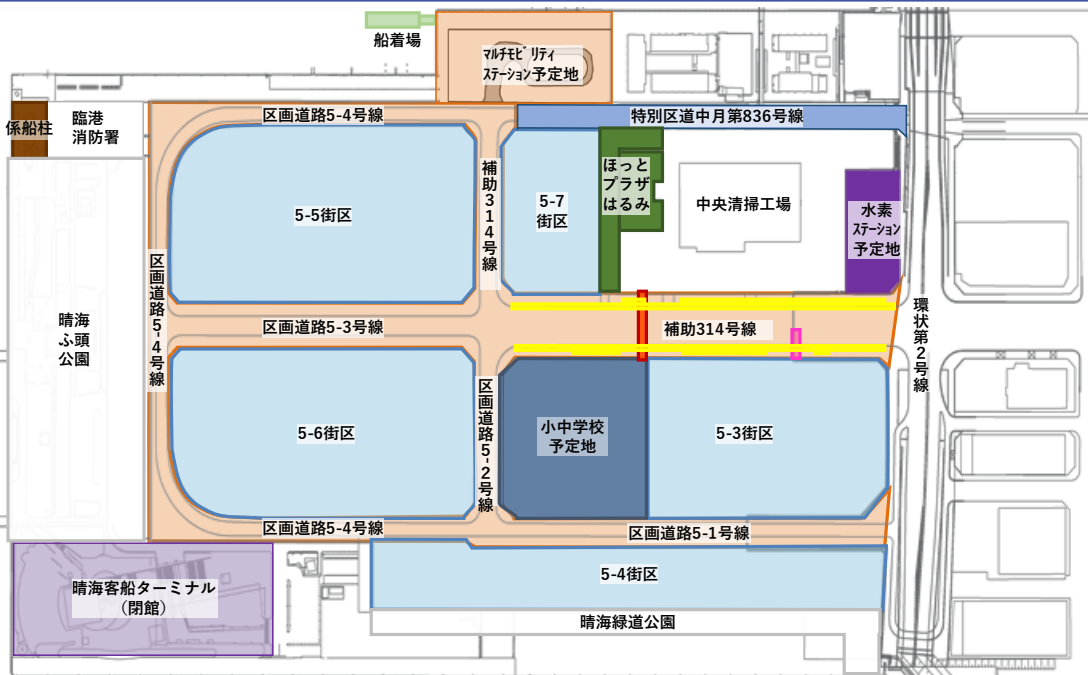 船着場
ﾏﾙﾁﾓﾋﾞﾘﾃｨ
ｽﾃｰｼｮﾝ予定地
係船柱
臨港
消防署
区画道路5-4号線
特別区道中月第836号線
補助314号線
5-5街区
5-7
街区
ほっと
プラザ
はるみ
中央清掃工場
水素
ｽﾃｰｼｮﾝ
予定地
区画道路5-4号線
晴海
ふ頭
公園
区画道路5-3号線
補助314号線
環状第2号線
5-6街区
区画道路5-2号線
小中学校
予定地
5-3街区
区画道路5-4号線
区画道路5-1号線
晴海客船ターミナル
（閉館）
5-4街区
晴海緑道公園